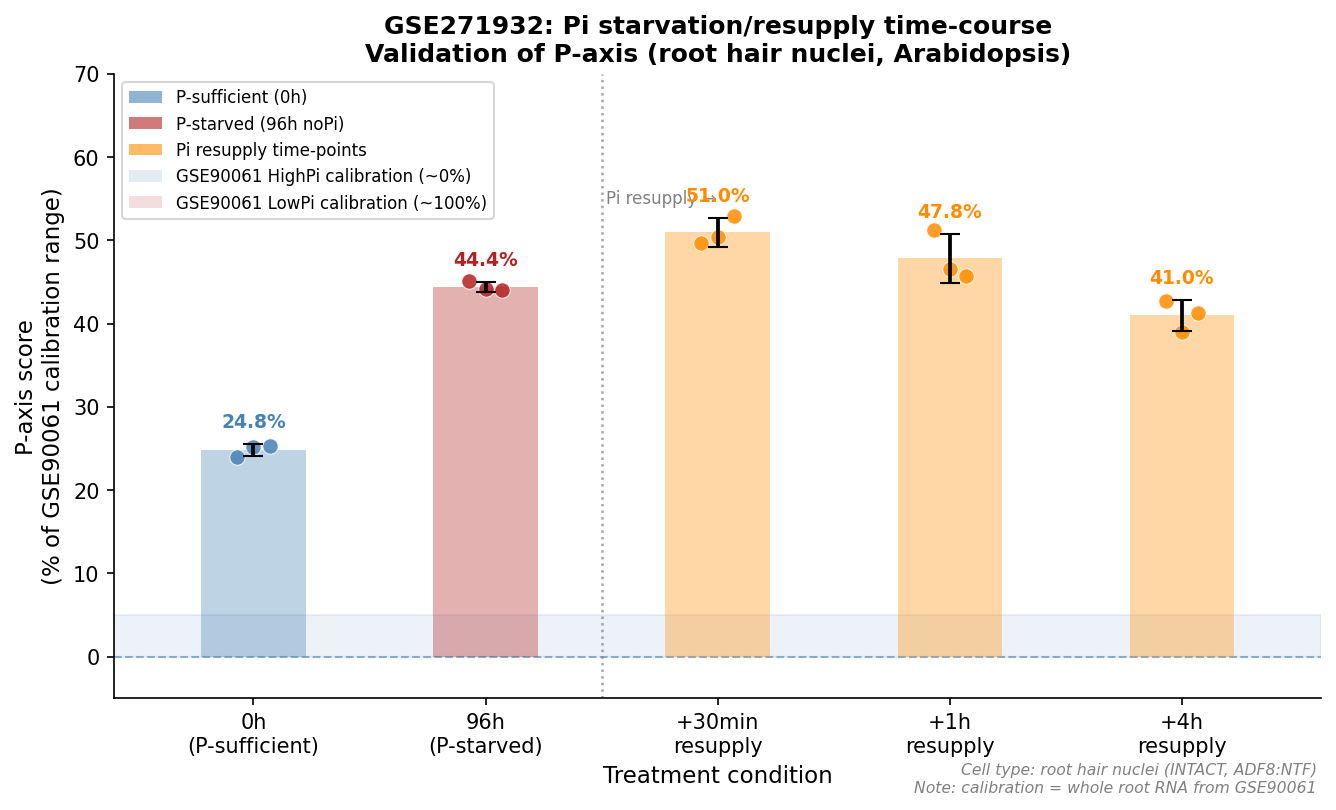 GSE271932: Pi starvation/resupply time-course
Validation of P-axis (root hair nuclei, Arabidopsis)
P-axis score
(% of GSE90061 calibration range)
70
60
50
40
30
20
10
0
P-sufficient (0h)
P-starved (96h noPi)
Pi resupply time-points
GSE90061 HighPi calibration (~0%)
GSE90061 LowPi calibration (~100%)
Pi resupply →
24.8%
44.4%
51.0%
47.8%
41.0%
0h
(P-sufficient)
96h
(P-starved)
+30min
resupply
+1h
resupply
+4h
resupply
Treatment condition
Cell type: root hair nuclei (INTACT, ADF8:NTF)
Note: calibration = whole root RNA from GSE90061